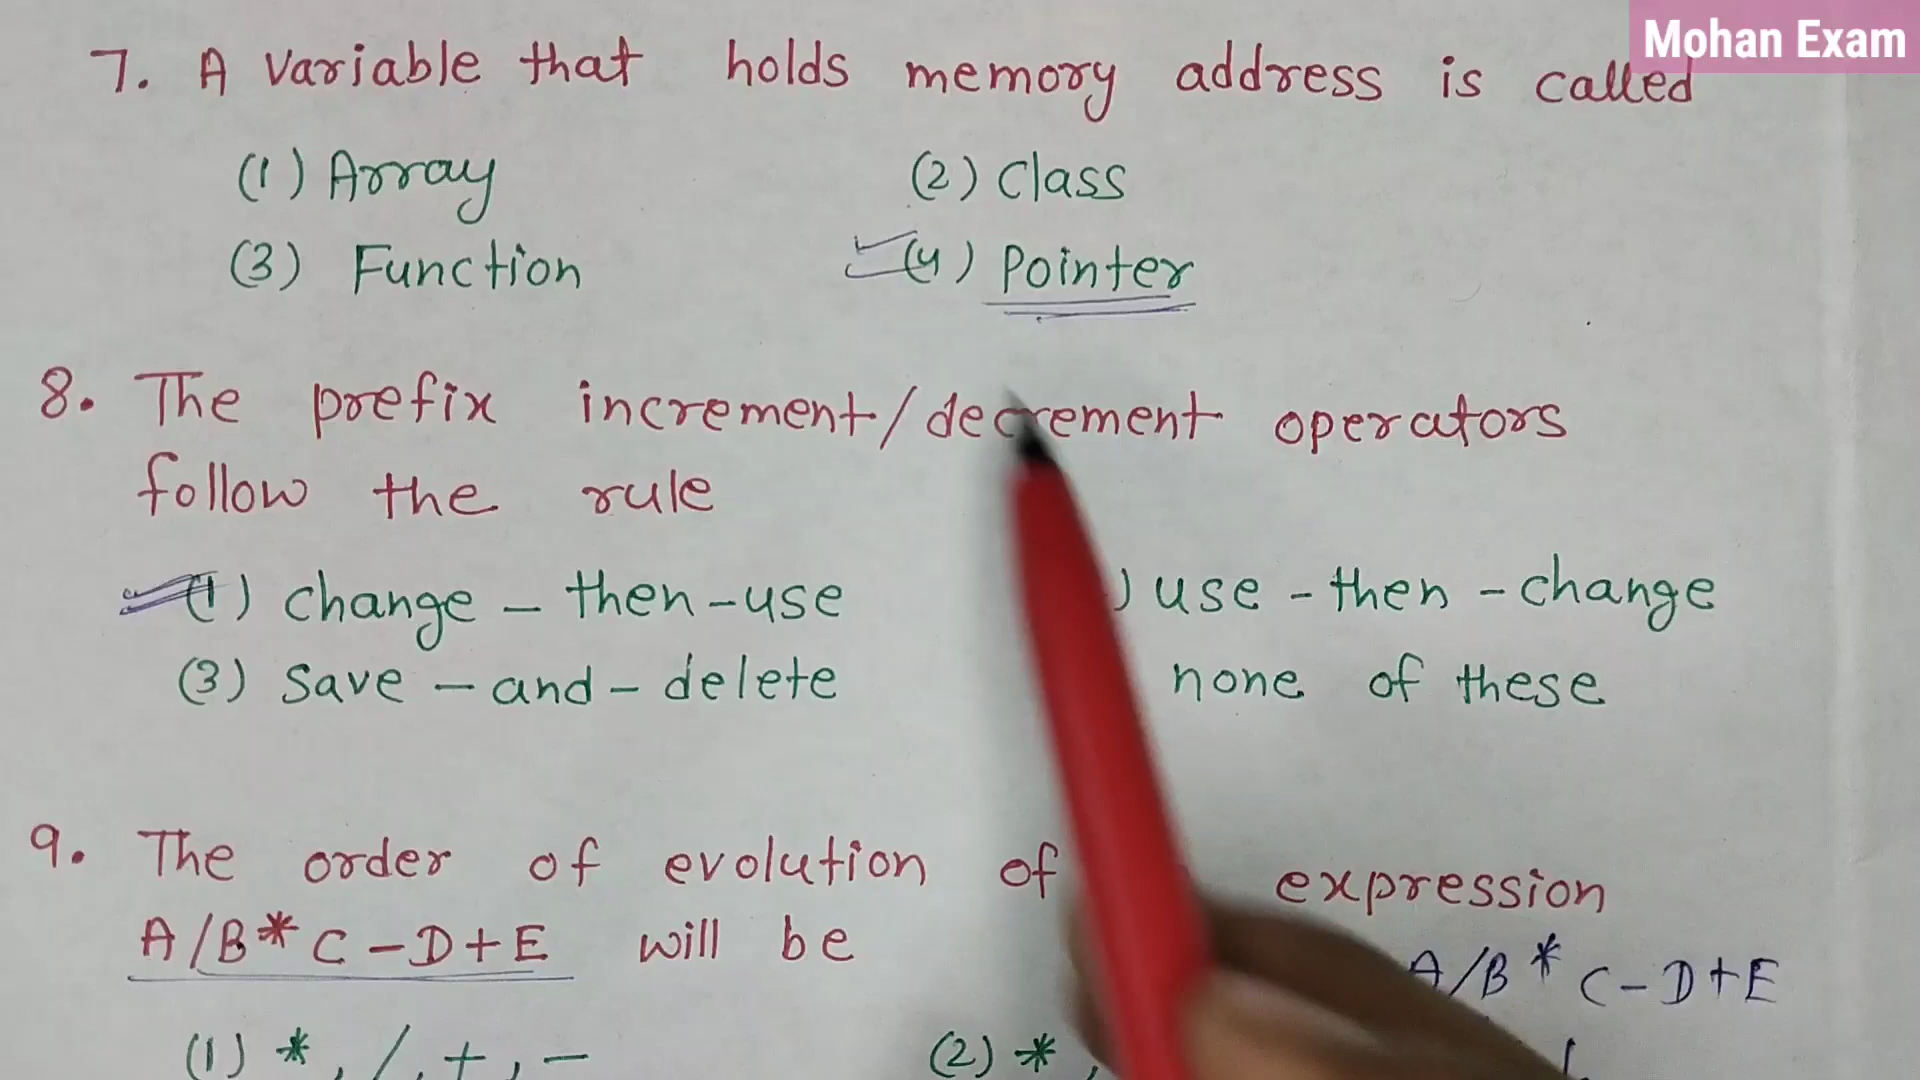 Mohan Exam
7. A variable that holds memory address is called
(1) Array (2) Class
(3) Function (4) Pointer
8. The prefix increment/decrement operators
follow the rule
(1) change - then - use ) use - then - change
(3) save - and - delete none of these
9. The order of evolution of expression
A/B*C-D+E will be
A/B*C-D+E
(1) *, /, +, - (2) *,